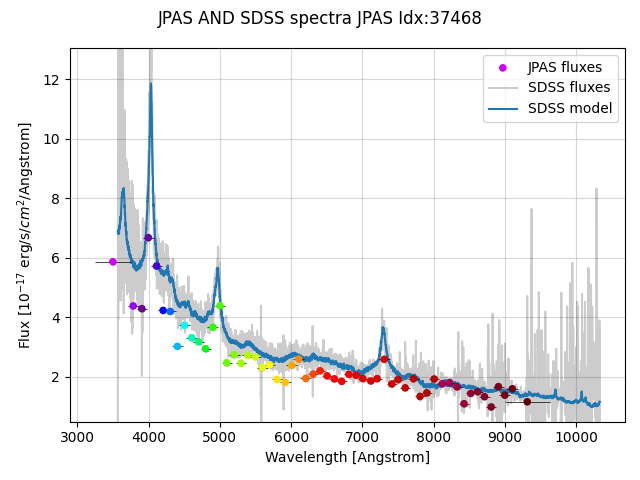 JPAS AND SDSS spectra JPAS Idx:37468
JPAS fluxes
SDSS fluxes
SDSS model
Flux [10^{-17} erg/s/cm^2/Angstrom]
12
10
8
6
4
2
3000 4000 5000 6000 7000 8000 9000 10000
Wavelength [Angstrom]